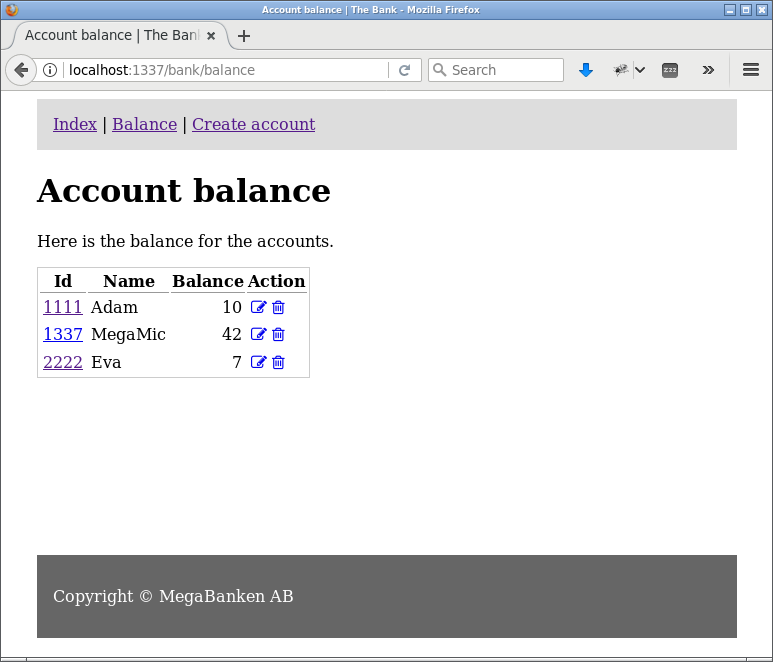 Account balance | The Bank - Mozilla Firefox
Account balance | The Ban
localhost:1337/bank/balance
Search
zzz
Index | Balance | Create account
Account balance
Here is the balance for the accounts.
Id Name Balance Action
1111 Adam 10
1337 MegaMic 42
2222 Eva 7
Copyright © MegaBanken AB